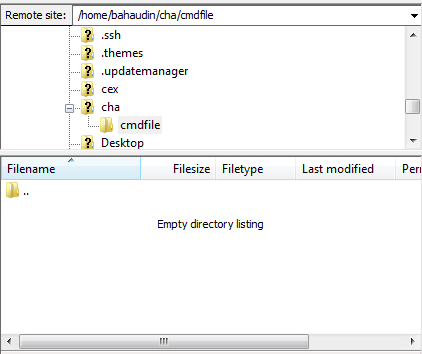 Remote site: /home/bahaudin/cha/cmdfile
.ssh
.themes
.updatemanager
cex
cha
cmdfile
Desktop
Filename Filesize Filetype Last modified Perr
..
Empty directory listing